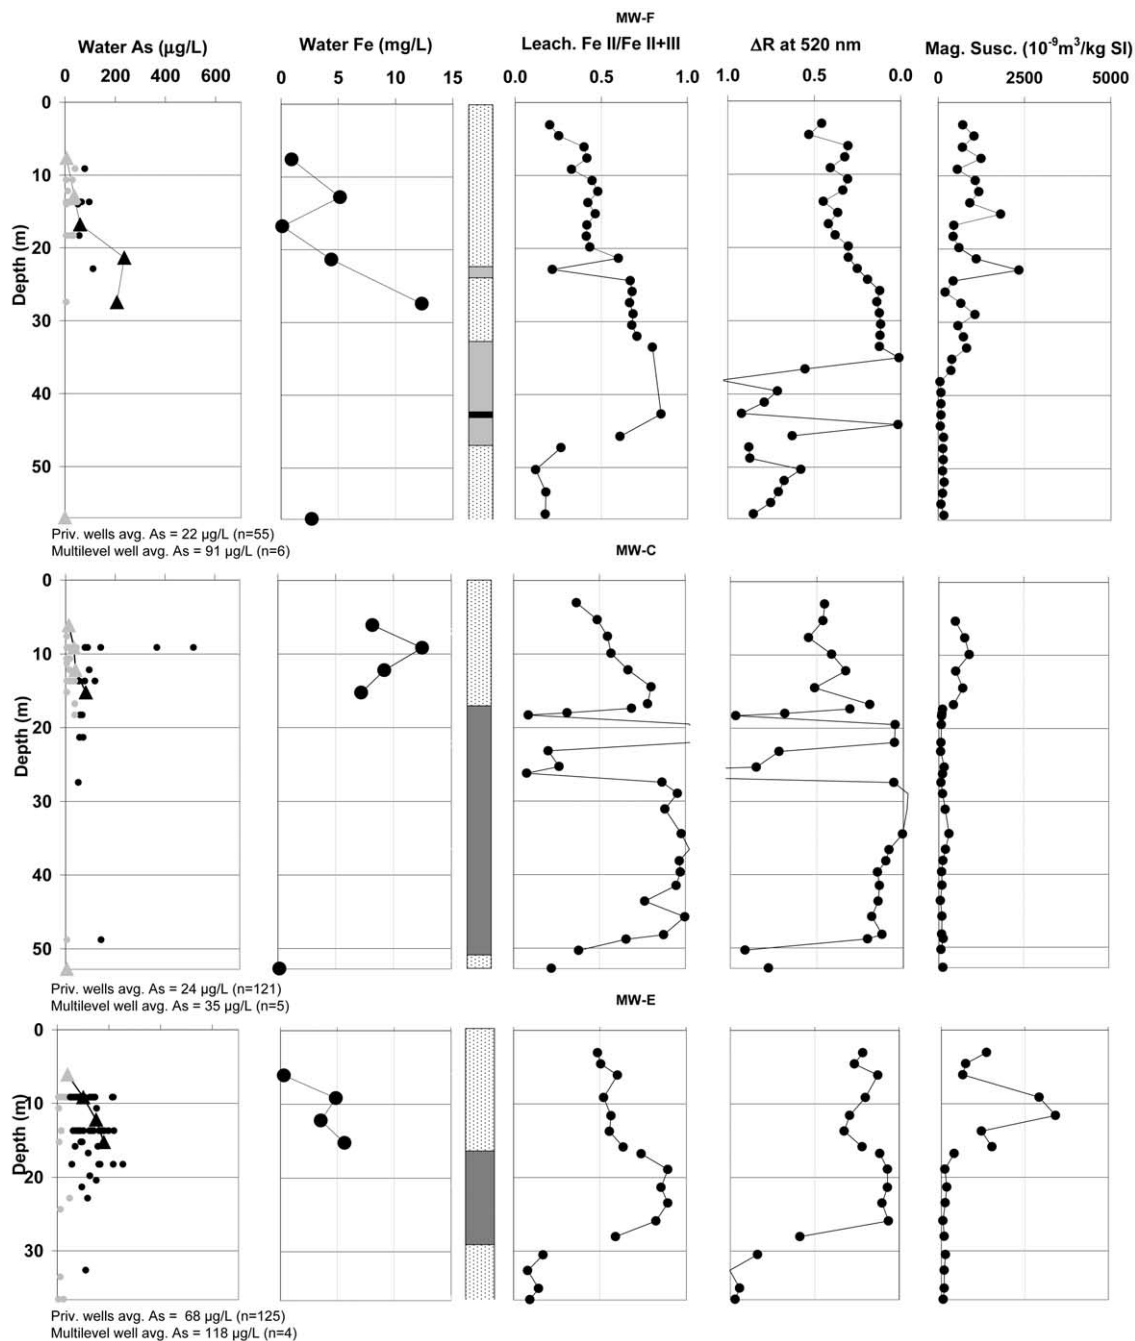 MW-F
Water As (µg/L) Water Fe (mg/L) Leach. Fe II/Fe II+III ΔR at 520 nm Mag. Susc. (10-9m3/kg SI)
0 200 400 600 0 5 10 15 0.0 0.5 1.0 1.0 0.5 0.0 0 2500 5000
0
10
20
30
40
50
Depth (m)
Priv. wells avg. As = 22 µg/L (n=55)
Multilevel well avg. As = 91 µg/L (n=6)
MW-C
0
10
20
30
40
50
Depth (m)
Priv. wells avg. As = 24 µg/L (n=121)
Multilevel well avg. As = 35 µg/L (n=5)
MW-E
0
10
20
30
Depth (m)
Priv. wells avg. As = 68 µg/L (n=125)
Multilevel well avg. As = 118 µg/L (n=4)